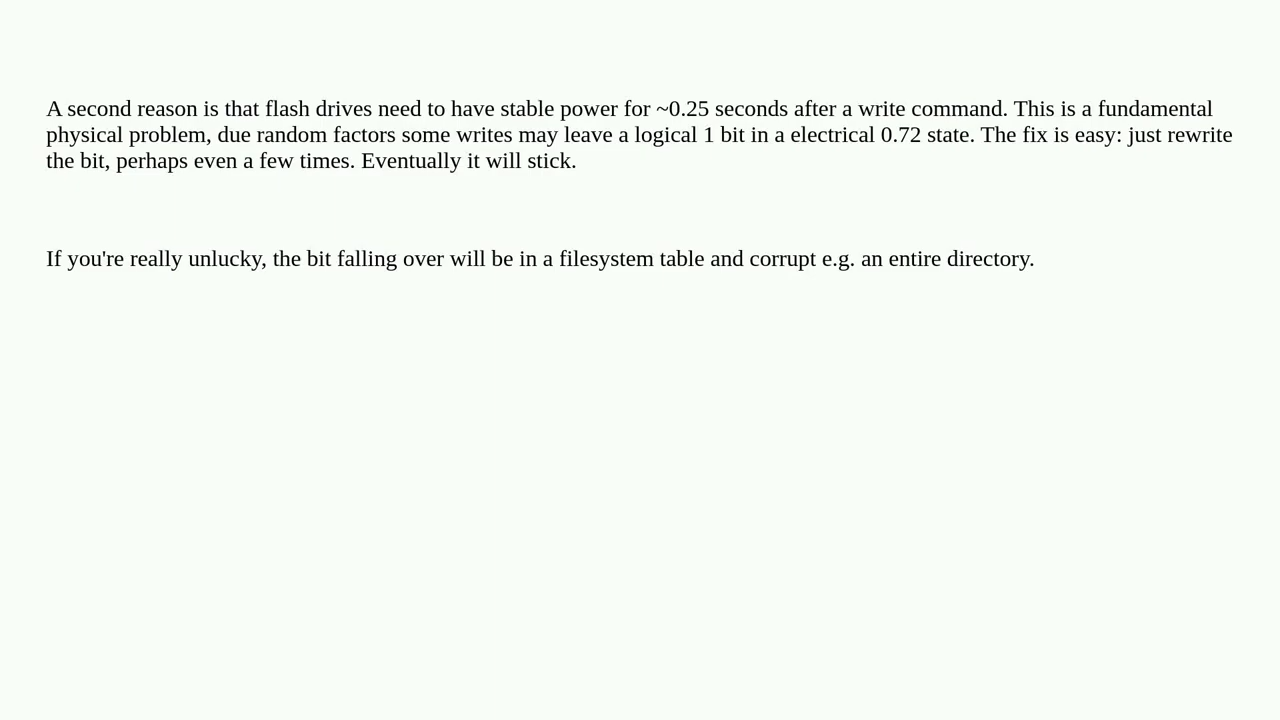 A second reason is that flash drives need to have stable power for ~0.25 seconds after a write command. This is a fundamental
physical problem, due random factors some writes may leave a logical 1 bit in a electrical 0.72 state. The fix is easy: just rewrite
the bit, perhaps even a few times. Eventually it will stick.
If you're really unlucky, the bit falling over will be in a filesystem table and corrupt e.g. an entire directory.